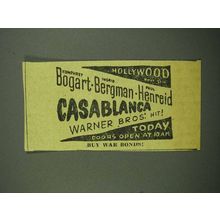 HOLLYWOOD
HUMPHREY INGRID PAUL
Bogart-Bergman-Henreid
CASABLANCA
WARNER BROS' HIT!
TODAY
DOORS OPEN AT 10 AM
BUY WAR BONDS!